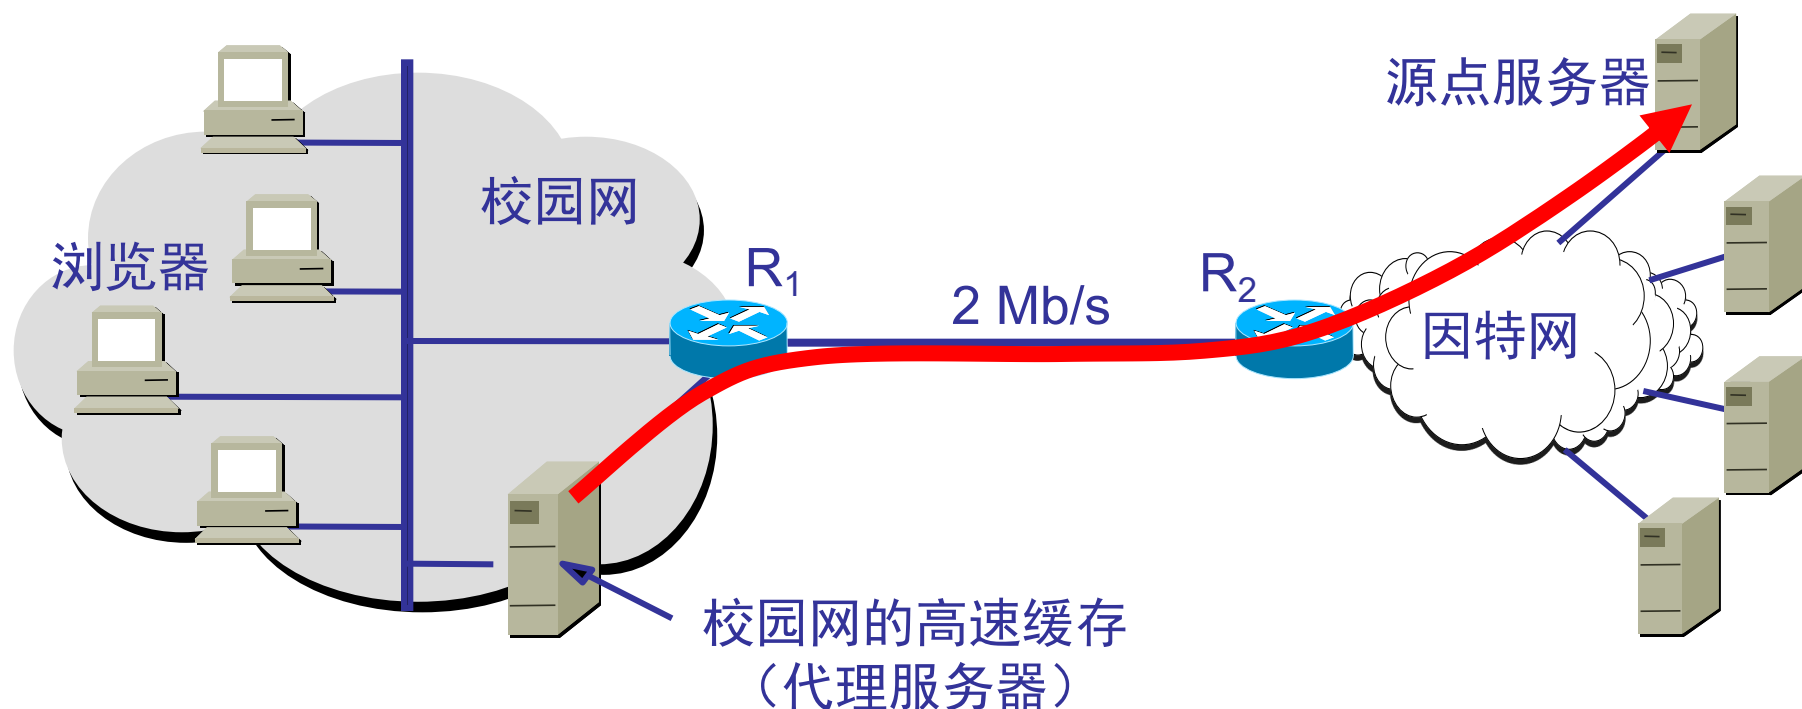 源点服务器
校园网
浏览器
R1
2 Mb/s
R2
因特网
校园网的高速缓存
（代理服务器）